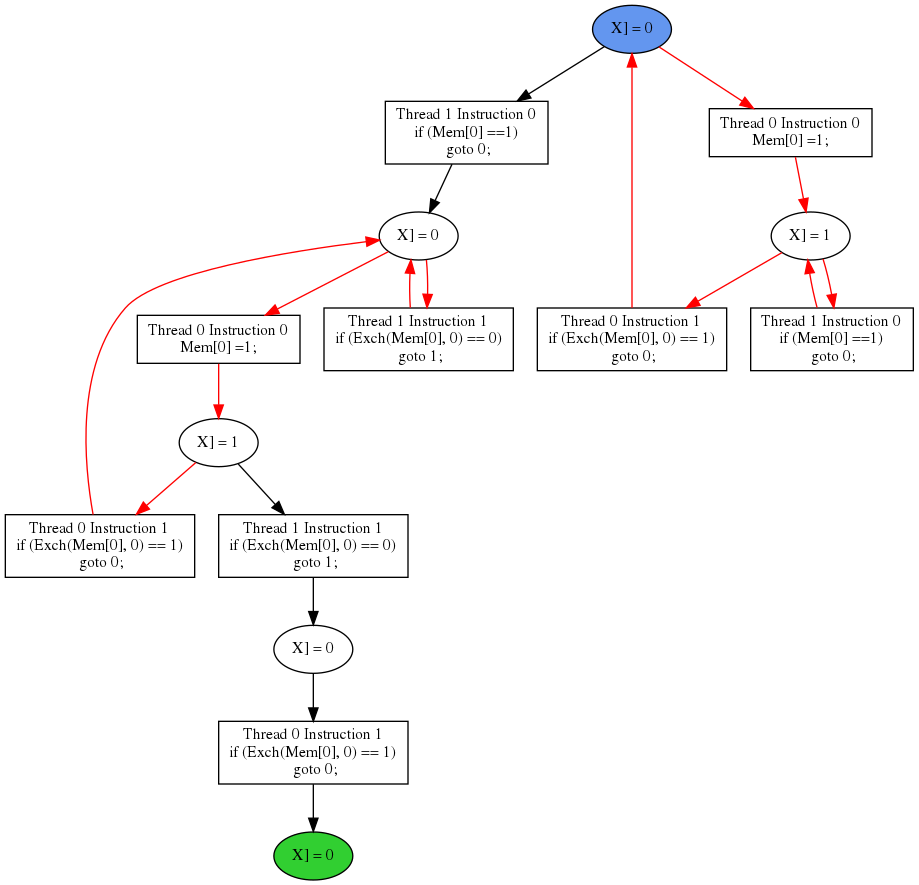 X] = 0
Thread 1 Instruction 0
if (Mem[0] ==1)
goto 0;
Thread 0 Instruction 0
Mem[0] =1;
X] = 0
X] = 1
Thread 0 Instruction 0
Mem[0] =1;
Thread 1 Instruction 1
if (Exch(Mem[0], 0) == 0)
goto 1;
Thread 0 Instruction 1
if (Exch(Mem[0], 0) == 1)
goto 0;
Thread 1 Instruction 0
if (Mem[0] ==1)
goto 0;
X] = 1
Thread 0 Instruction 1
if (Exch(Mem[0], 0) == 1)
goto 0;
Thread 1 Instruction 1
if (Exch(Mem[0], 0) == 0)
goto 1;
X] = 0
Thread 0 Instruction 1
if (Exch(Mem[0], 0) == 1)
goto 0;
X] = 0